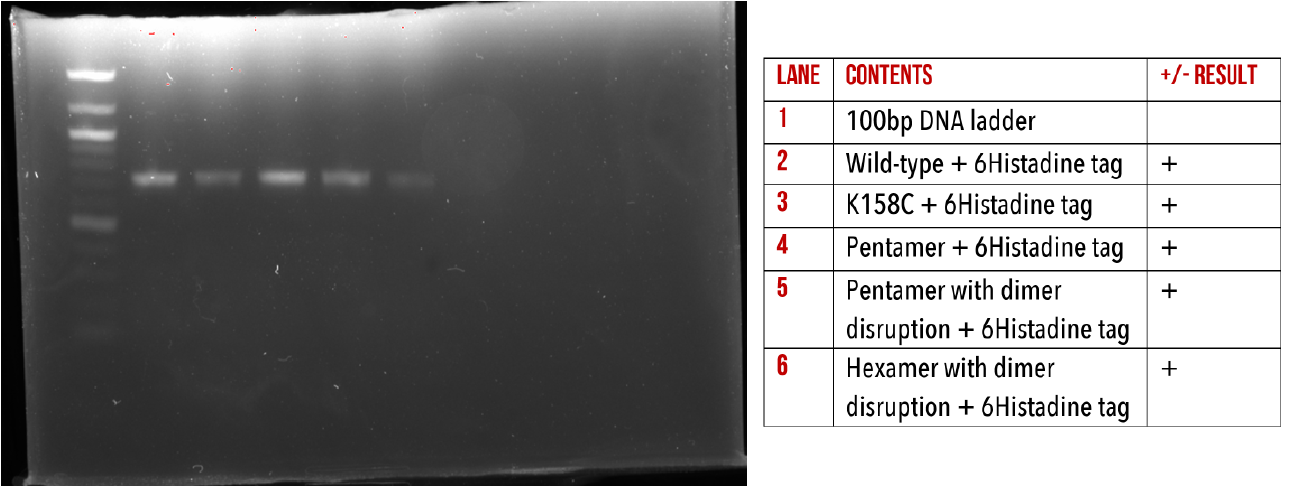 LANE CONTENTS +/- RESULT
1 100bp DNA ladder
2 Wild-type + 6Histadine tag +
3 K158C + 6Histadine tag +
4 Pentamer + 6Histadine tag +
5 Pentamer with dimer +
disruption + 6Histadine tag
6 Hexamer with dimer +
disruption + 6Histadine tag